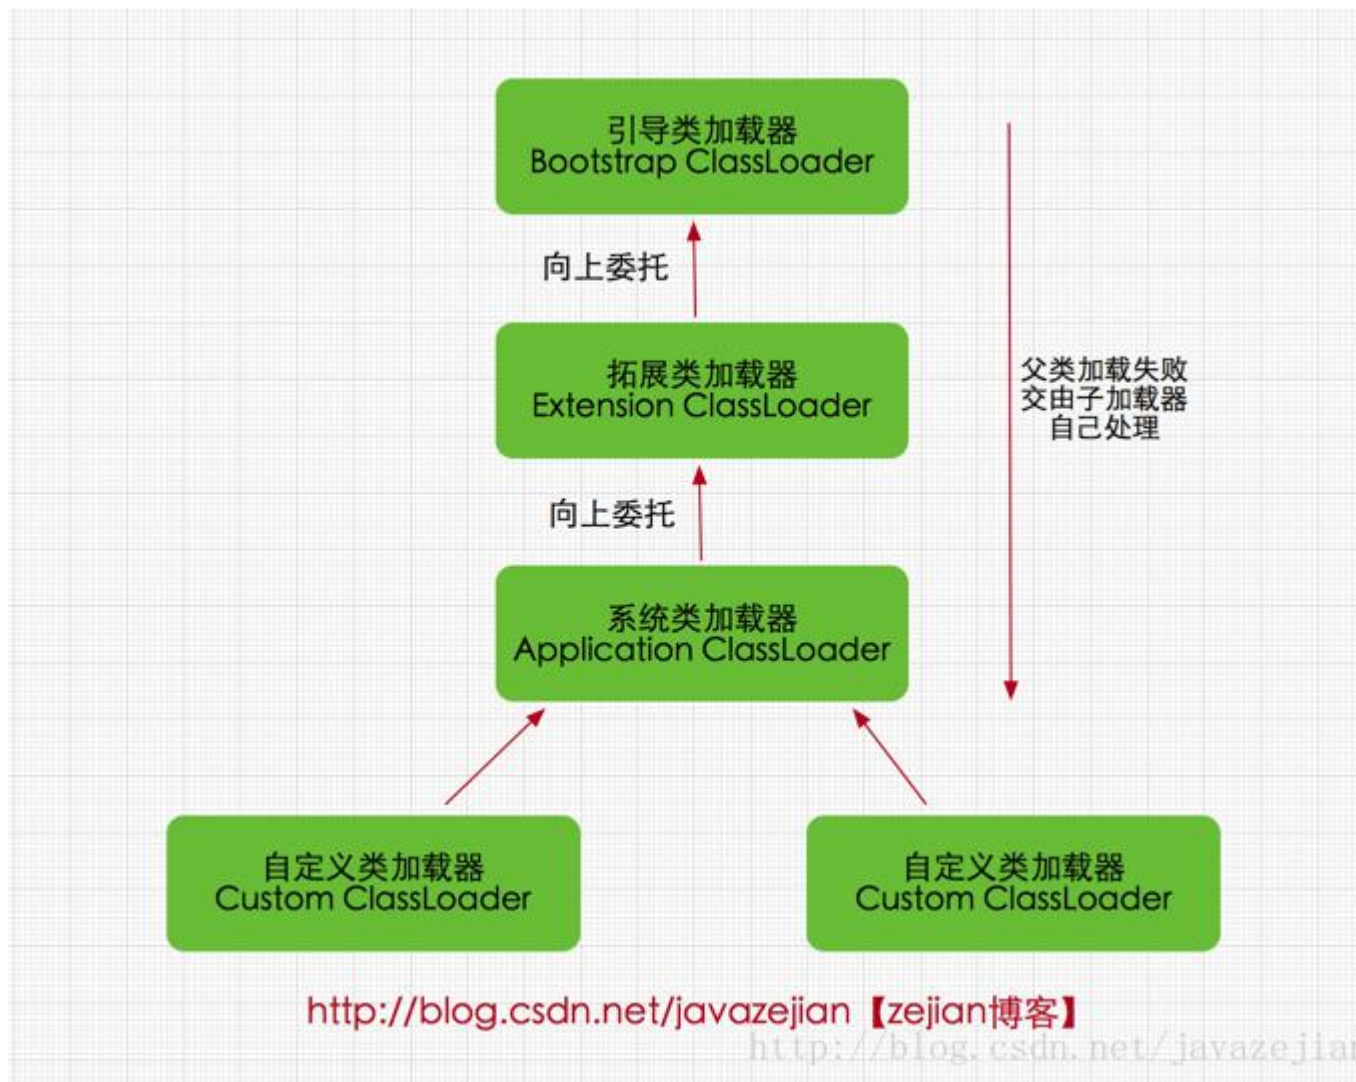 引导类加载器
Bootstrap ClassLoader
向上委托
拓展类加载器
Extension ClassLoader
父类加载失败
交由子加载器
自己处理
向上委托
系统类加载器
Application ClassLoader
自定义类加载器
Custom ClassLoader
自定义类加载器
Custom ClassLoader
http://blog.csdn.net/javazejian【zejian博客】
http://blog.csdn.net/javazejian